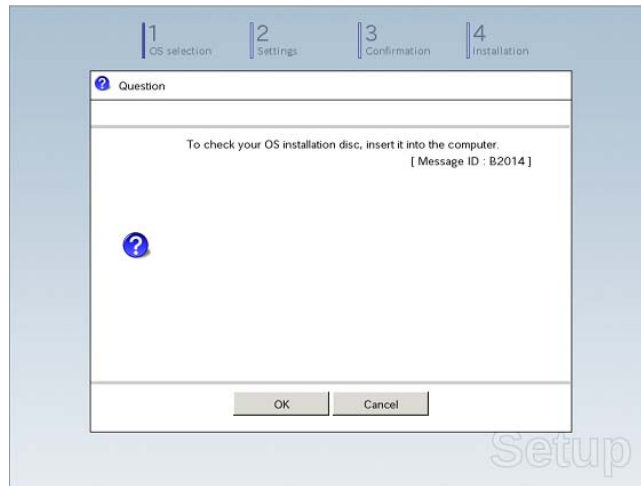 1
OS selection
2
Settings
3
Confirmation
4
Installation
Question
To check your OS installation disc, insert it into the computer.
[ Message ID : B2014 ]
OK
Cancel
Setup